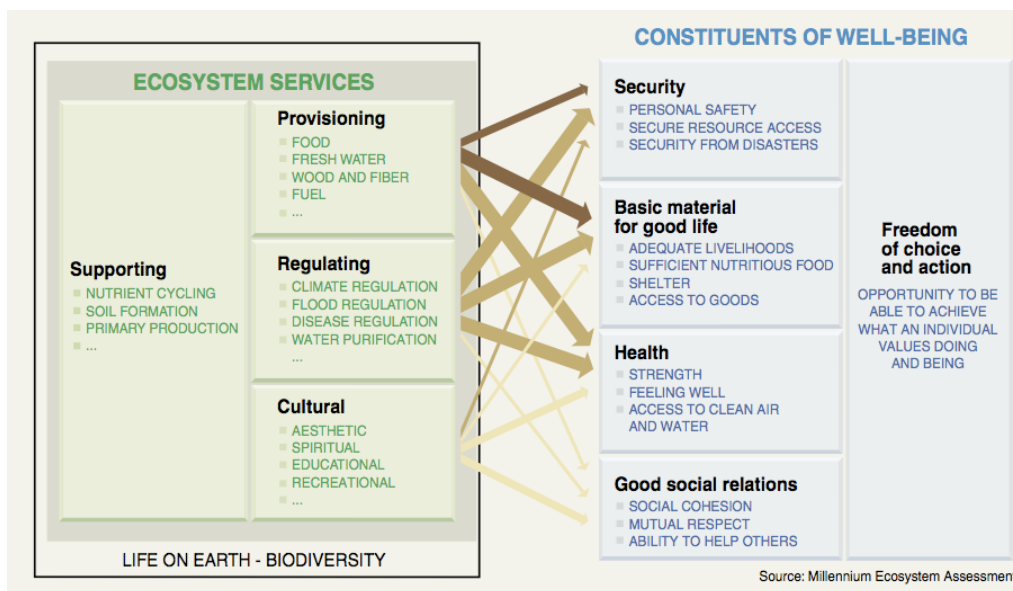 CONSTITUENTS OF WELL-BEING
ECOSYSTEM SERVICES
Supporting
NUTRIENT CYCLING
SOIL FORMATION
PRIMARY PRODUCTION
...
Provisioning
FOOD
FRESH WATER
WOOD AND FIBER
FUEL
...
Regulating
CLIMATE REGULATION
FLOOD REGULATION
DISEASE REGULATION
WATER PURIFICATION
...
Cultural
AESTHETIC
SPIRITUAL
EDUCATIONAL
RECREATIONAL
...
LIFE ON EARTH - BIODIVERSITY
Security
PERSONAL SAFETY
SECURE RESOURCE ACCESS
SECURITY FROM DISASTERS
Basic material
for good life
ADEQUATE LIVELIHOODS
SUFFICIENT NUTRITIOUS FOOD
SHELTER
ACCESS TO GOODS
Health
STRENGTH
FEELING WELL
ACCESS TO CLEAN AIR
AND WATER
Good social relations
SOCIAL COHESION
MUTUAL RESPECT
ABILITY TO HELP OTHERS
Freedom
of choice
and action
OPPORTUNITY TO BE
ABLE TO ACHIEVE
WHAT AN INDIVIDUAL
VALUES DOING
AND BEING
Source: Millennium Ecosystem Assessment